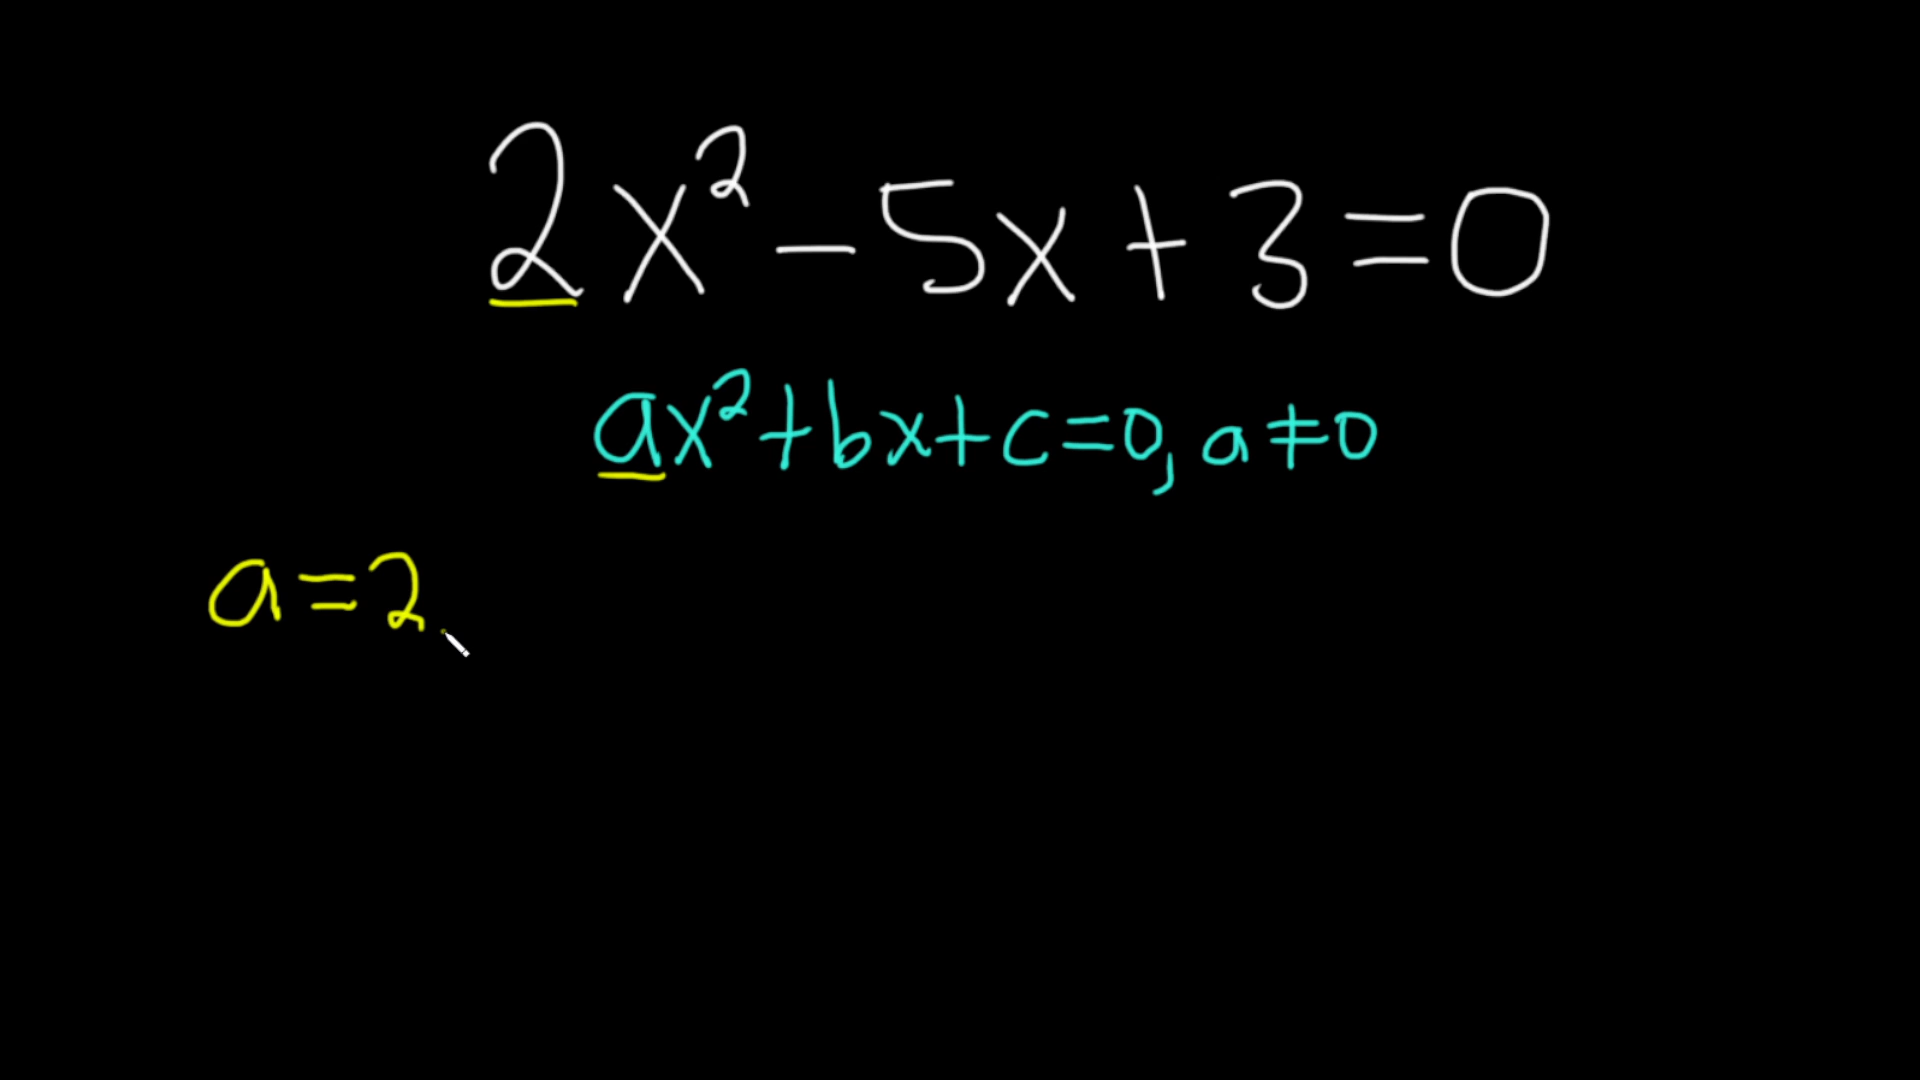 2x² - 5x + 3 = 0
ax² + bx + c = 0, a ≠ 0
a = 2